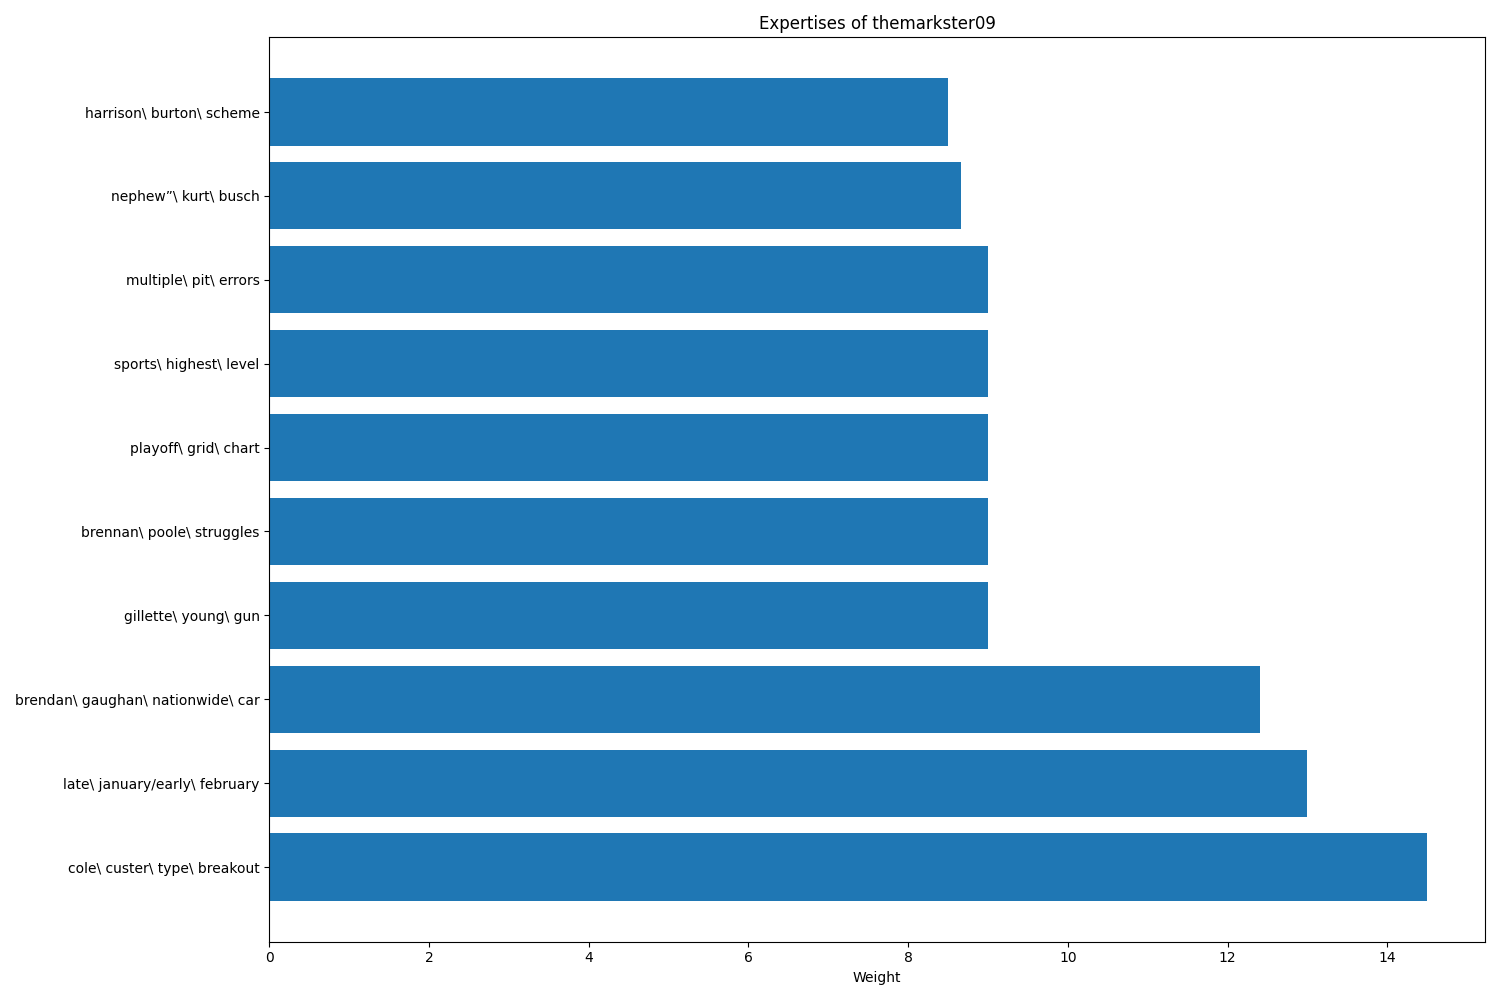 Expertises of themarkster09
harrison\ burton\ scheme
nephew”\ kurt\ busch
multiple\ pit\ errors
sports\ highest\ level
playoff\ grid\ chart
brennan\ poole\ struggles
gillette\ young\ gun
brendan\ gaughan\ nationwide\ car
late\ january/early\ february
cole\ custer\ type\ breakout
0 2 4 6 8 10 12 14
Weight